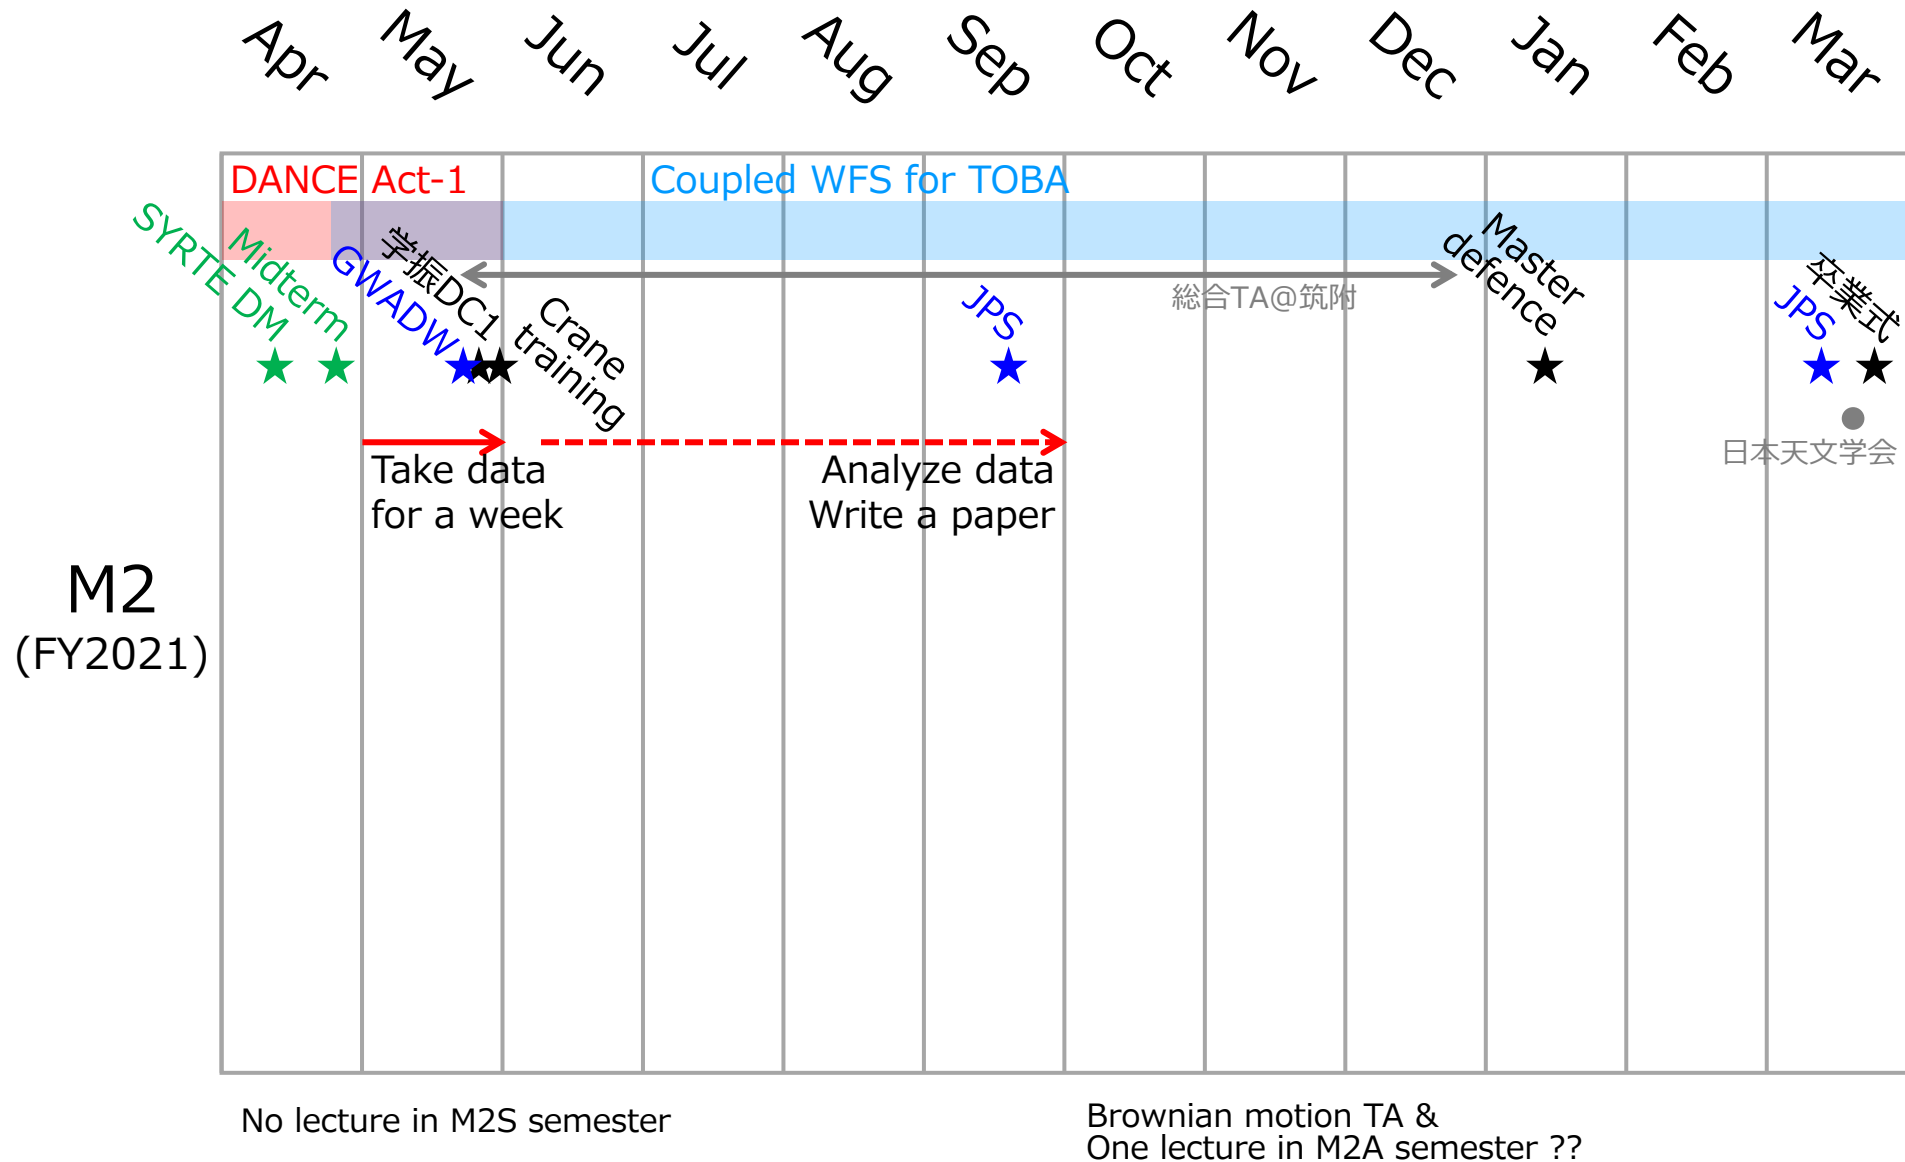 Apr
May
Jun
Jul
Aug
Sep
Oct
Nov
Dec
Jan
Feb
Mar
DANCE Act-1
Coupled WFS for TOBA
SYRTE DM
Midterm
GWADW
学振DC1
Crane
training
JPS
総合TA@筑附
Master
defence
JPS
卒業式
日本天文学会
Take data
for a week
Analyze data
Write a paper
M2
(FY2021)
No lecture in M2S semester
Brownian motion TA &
One lecture in M2A semester ??